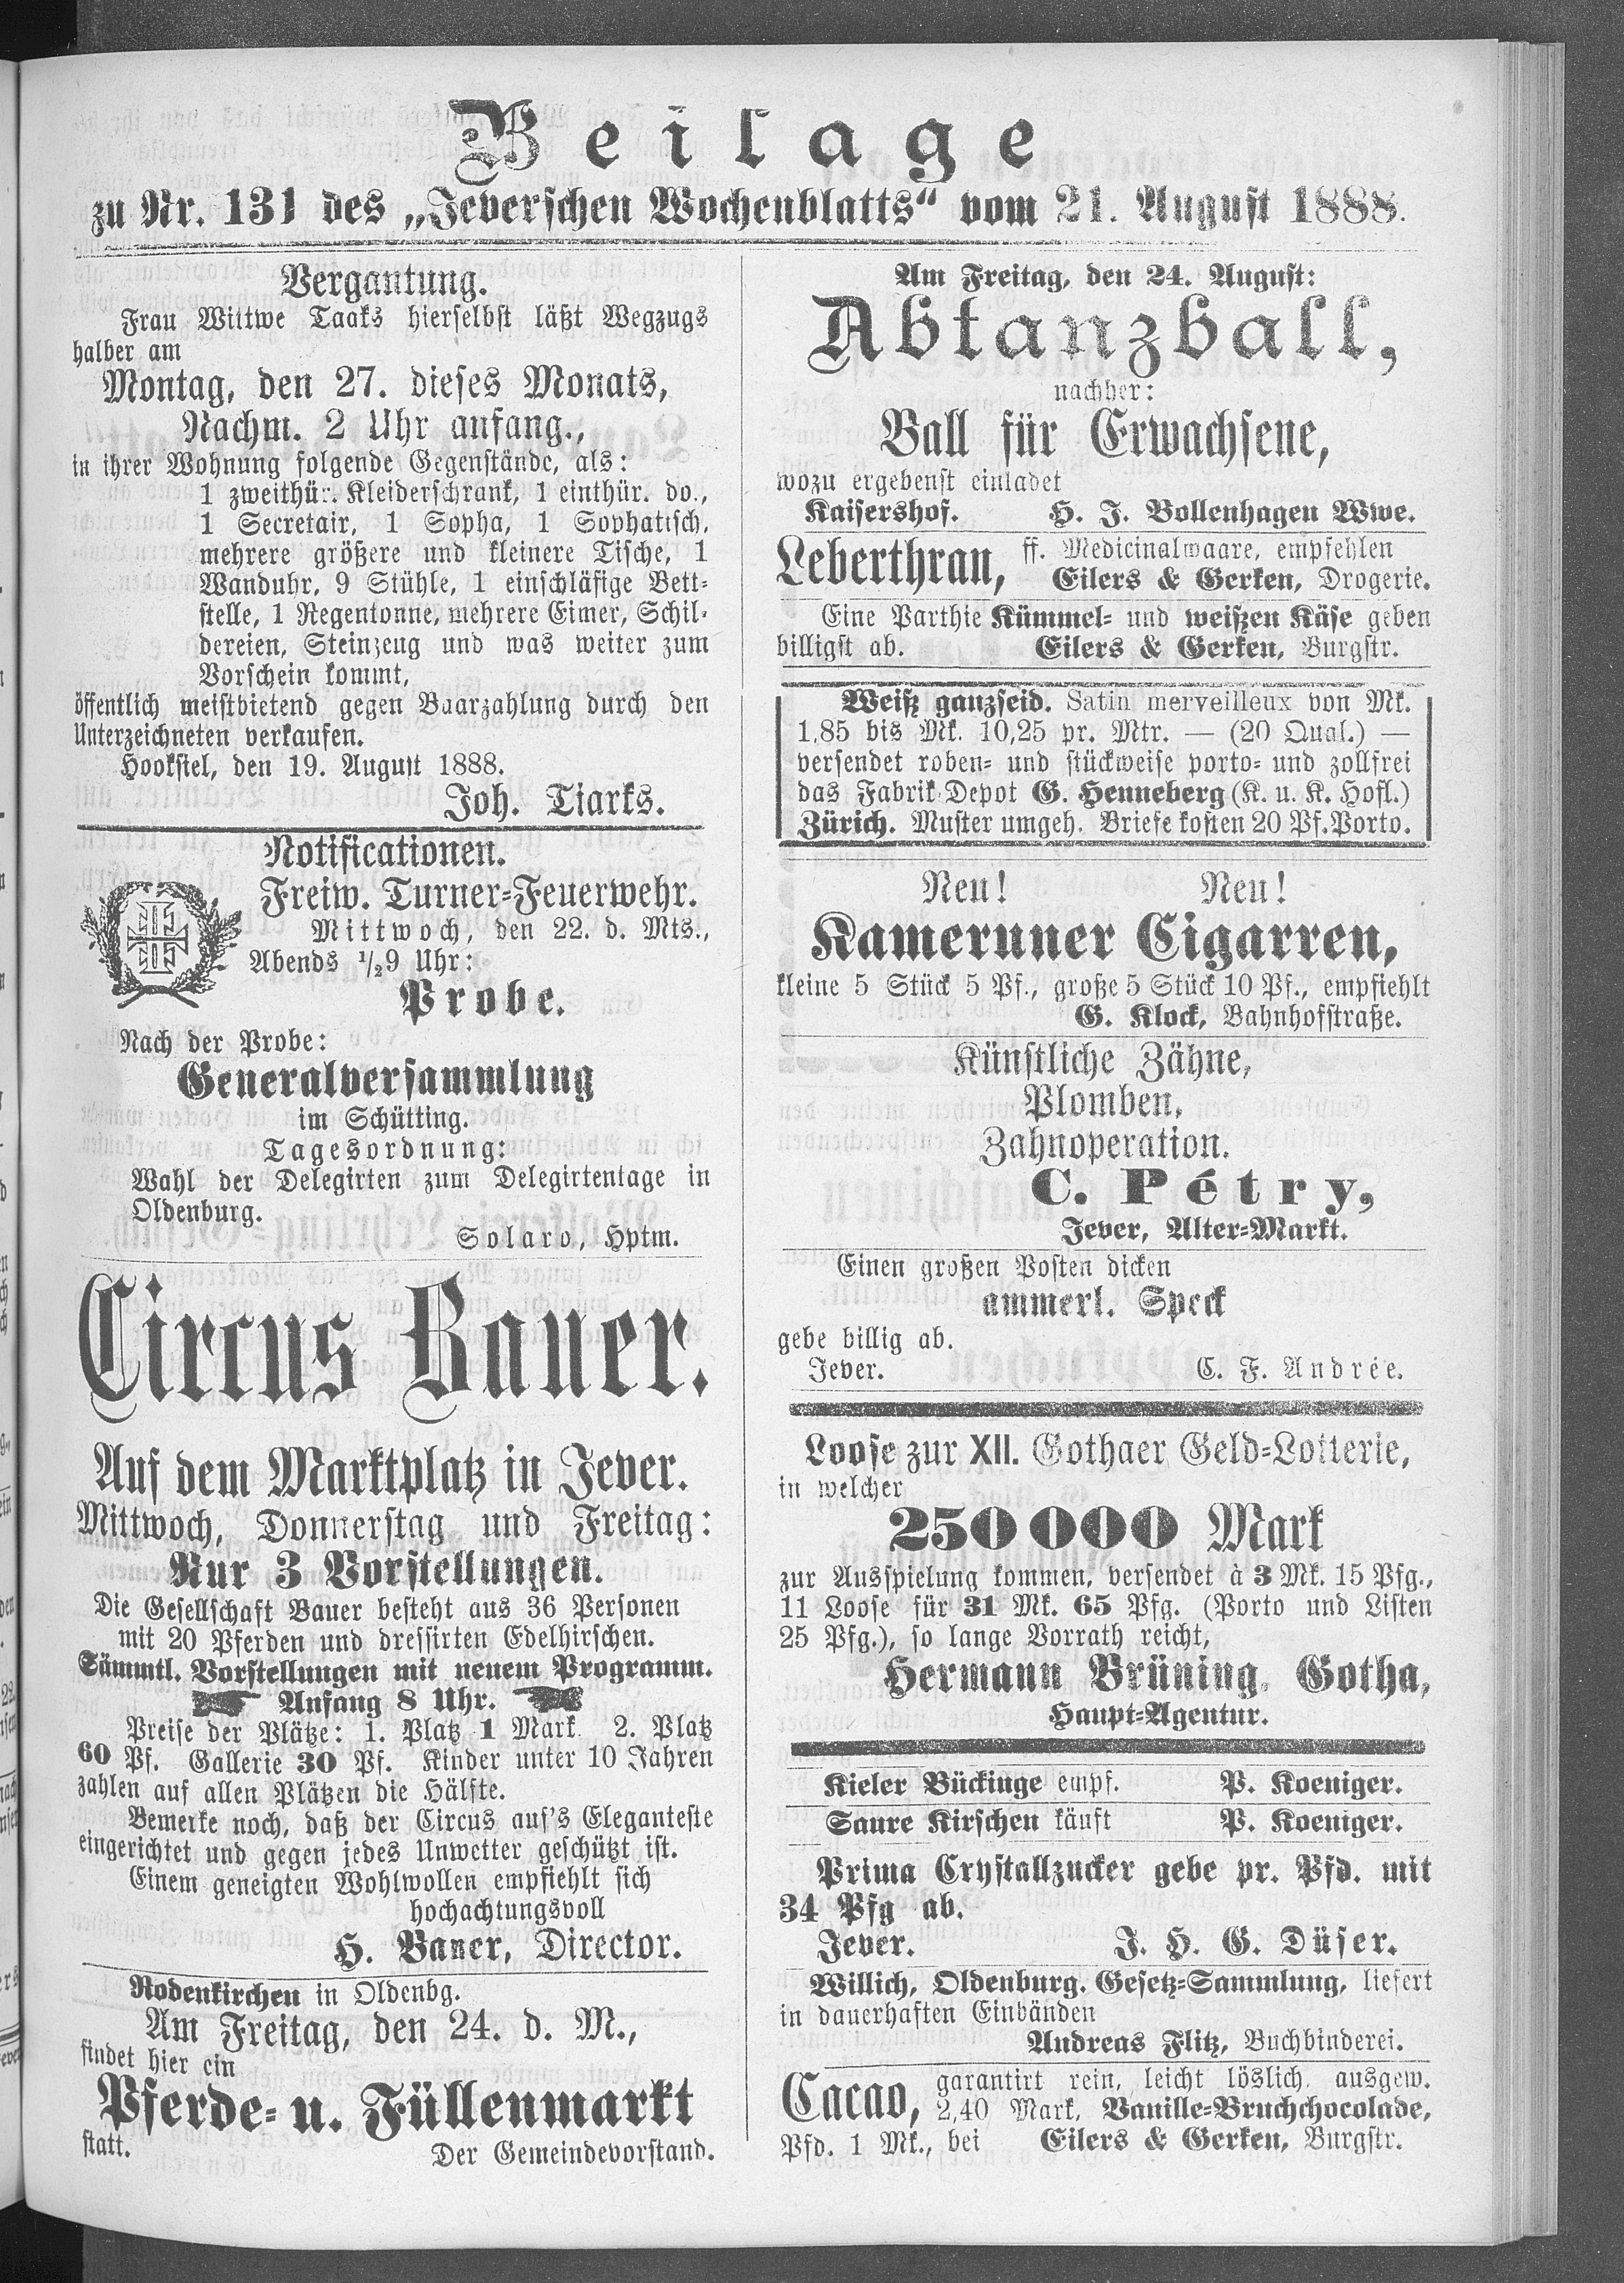 Beilage
zu Nr. 131 des „Jeverschen Wochenblatts“ vom 21. August 1888.
Vergantung.
Frau Wittwe Taaks hierselbst läßt Wegzugs
halber am
Montag, den 27. dieses Monats,
Nachm. 2 Uhr anfang.,
in ihrer Wohnung folgende Gegenstände, als:
1 zweithür. Kleiderschrank, 1 einthür. do.,
1 Secretair, 1 Sopha, 1 Sophatisch,
mehrere größere und kleinere Tische, 1
Wanduhr, 9 Stühle, 1 einschläfige Bett-
stelle, 1 Regentonne, mehrere Eimer, Schil-
dereien, Steinzeug und was weiter zum
Vorschein kommt,
öffentlich meistbietend gegen Baarzahlung durch den
Unterzeichneten verkaufen.
Hooksiel, den 19. August 1888.
Joh. Tiarks.
Notificationen.
Freiw. Turner-Feuerwehr.
Mittwoch, den 22. d. Mts.,
Abends 1/2 9 Uhr:
Probe.
Nach der Probe:
Generalversammlung
im Schütting.
Tagesordnung:
Wahl der Delegirten zum Delegirtentage in
Oldenburg.
Solaro, Hptm.
Circus Bauer.
Auf dem Marktplatz in Jever.
Mittwoch, Donnerstag und Freitag:
Nur 3 Vorstellungen.
Die Gesellschaft Bauer besteht aus 36 Personen
mit 20 Pferden und dressirten Edelhirschen.
Sämmtl. Vorstellungen mit neuem Programm.
Anfang 8 Uhr.
Preise der Plätze: 1. Platz 1 Mark 2. Platz
60 Pf. Gallerie 30 Pf. Kinder unter 10 Jahren
zahlen auf allen Plätzen die Hälfte.
Bemerke noch, daß der Circus auf's Eleganteste
eingerichtet und gegen jedes Unwetter geschützt ist.
Einem geneigten Wohlwollen empfiehlt sich
hochachtungsvoll
H. Bauer, Director.
Rodenkirchen in Oldenbg.
Am Freitag, den 24. d. M.,
findet hier ein
Pferde- u. Füllenmarkt
statt.
Der Gemeindevorstand.
Am Freitag, den 24. August:
Abtanzball,
nachher:
Ball für Erwachsene,
wozu ergebenst einladet
Kaisershof. H. J. Bollenhagen Wwe.
Leberthran, ff. Medicinalwaare, empfehlen
Eilers & Gerken, Drogerie.
Eine Parthie Kümmel- und weißen Käse geben
billigst ab. Eilers & Gerken, Burgstr.
Weiß ganzseid. Satin merveilleux von Mk.
1,85 bis Mk. 10,25 pr. Mtr. — (20 Qual.) —
versendet roben- und stückweise porto- und zollfrei
das Fabrik-Depot G. Henneberg (K. u. K. Hofl.)
Zürich. Muster umgeh. Briefe kosten 20 Pf. Porto.
Neu! Neu!
Kameruner Cigarren,
kleine 5 Stück 5 Pf., große 5 Stück 10 Pf., empfiehlt
G. Klock, Bahnhofstraße.
Künstliche Zähne,
Plomben,
Zahnoperation.
C. Pétry,
Jever, Alter-Markt.
Einen großen Posten dicken
ammerl. Speck
gebe billig ab.
Jever. C. F. Andrée.
Loose zur XII. Gothaer Geld-Lotterie,
in welcher
250 000 Mark
zur Ausspielung kommen, versendet à 3 Mk. 15 Pfg.,
11 Loose für 31 Mk. 65 Pfg. (Porto und Listen
25 Pfg.), so lange Vorrath reicht,
Hermann Brüning, Gotha,
Haupt-Agentur.
Kieler Bückinge empf. P. Koeniger.
Saure Kirschen käuft P. Koeniger.
Prima Crystallzucker gebe pr. Pfd. mit
34 Pfg ab.
Jever. J. H. G. Düser.
Willich, Oldenburg. Gesetz-Sammlung, liefert
in dauerhaften Einbänden
Andreas Flitz, Buchbinderei.
Cacao, garantirt rein, leicht löslich, ausgew.
2,40 Mark, Vanille-Bruchchocolade,
Pfd. 1 Mk., bei Eilers & Gerken, Burgstr.